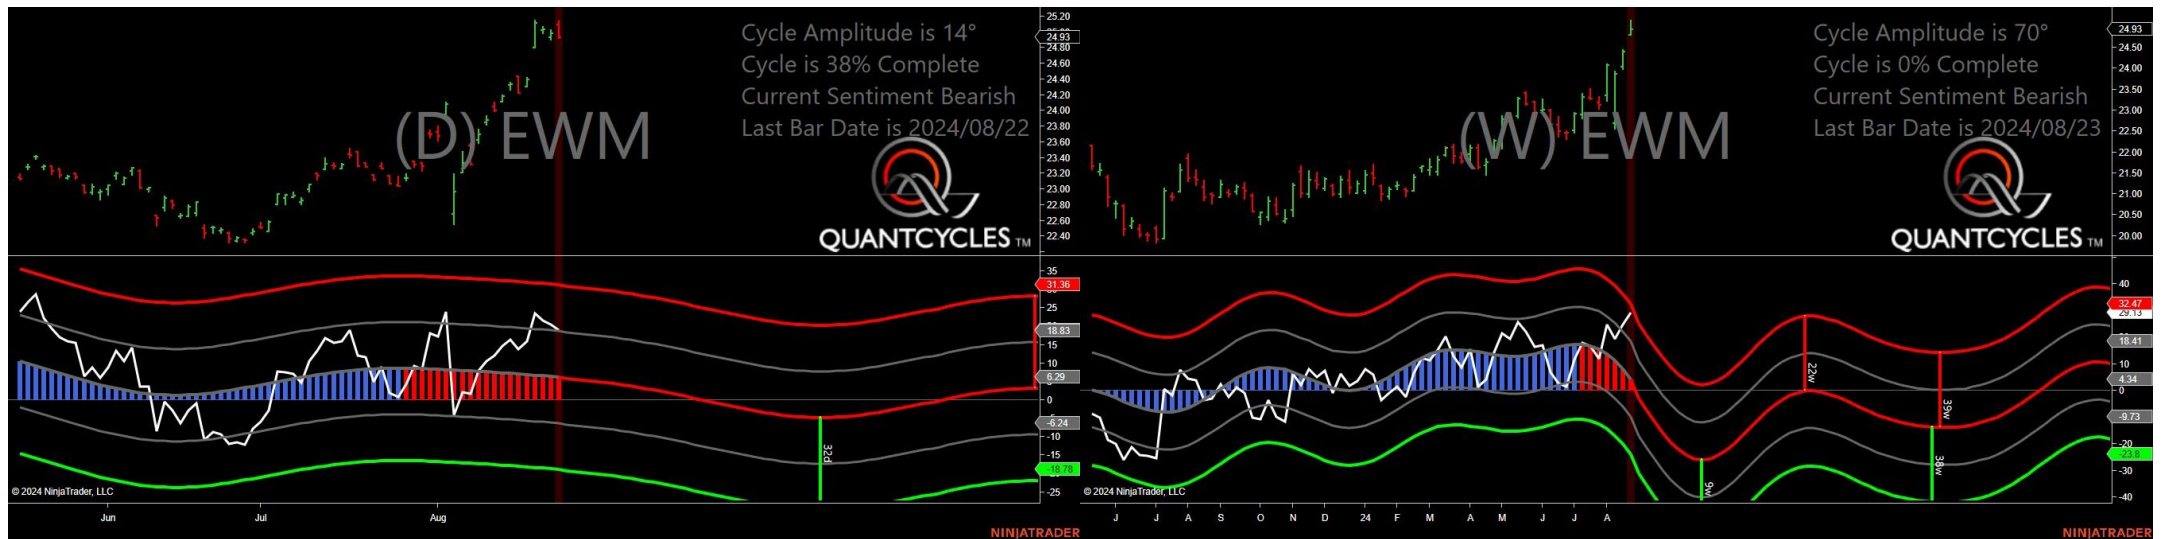 Cycle Amplitude is 14°
Cycle is 38% Complete
Current Sentiment Bearish
Last Bar Date is 2024/08/22
(D) EWM
QUANTCYCLES TM
25.20
24.93
24.80
24.60
24.40
24.20
24.00
23.80
23.60
23.40
23.20
23.00
22.80
22.60
22.40
35
31.36
25
18.83
15
10
6.29
0
-6.24
-10
-15
-18.78
-25
32d
© 2024 NinjaTrader, LLC
Jun Jul Aug
NINJATRADER
Cycle Amplitude is 70°
Cycle is 0% Complete
Current Sentiment Bearish
Last Bar Date is 2024/08/23
(W) EWM
QUANTCYCLES TM
24.93
24.50
24.00
23.50
23.00
22.50
22.00
21.50
21.00
20.50
20.00
40
32.47
29.13
18.41
10
4.34
0
-9.73
-20
-23.8
-30
-40
22w
39w
38w
9w
© 2024 NinjaTrader, LLC
J J A S O N D 24 F M A M J J A
NINJATRADER